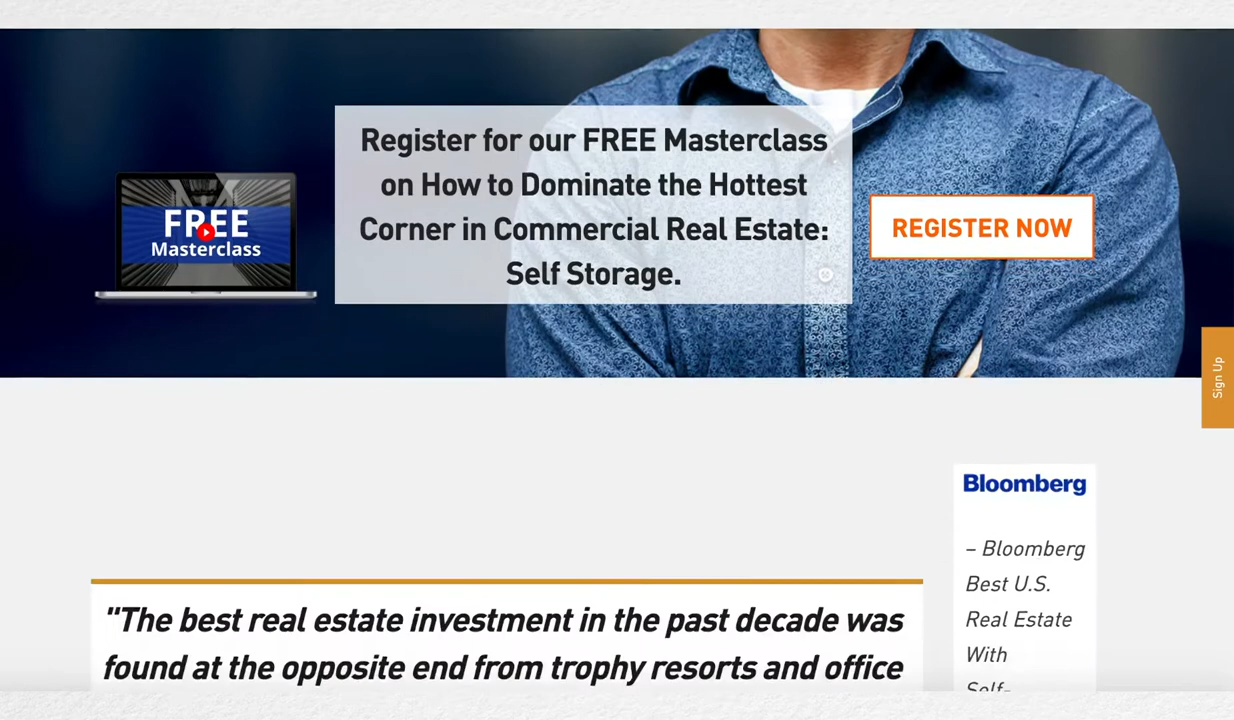 Register for our FREE Masterclass
on How to Dominate the Hottest
Corner in Commercial Real Estate:
Self Storage.
FREE
Masterclass
REGISTER NOW
Sign Up
"The best real estate investment in the past decade was
found at the opposite end from trophy resorts and office
Bloomberg
– Bloomberg
Best U.S.
Real Estate
With
Self-